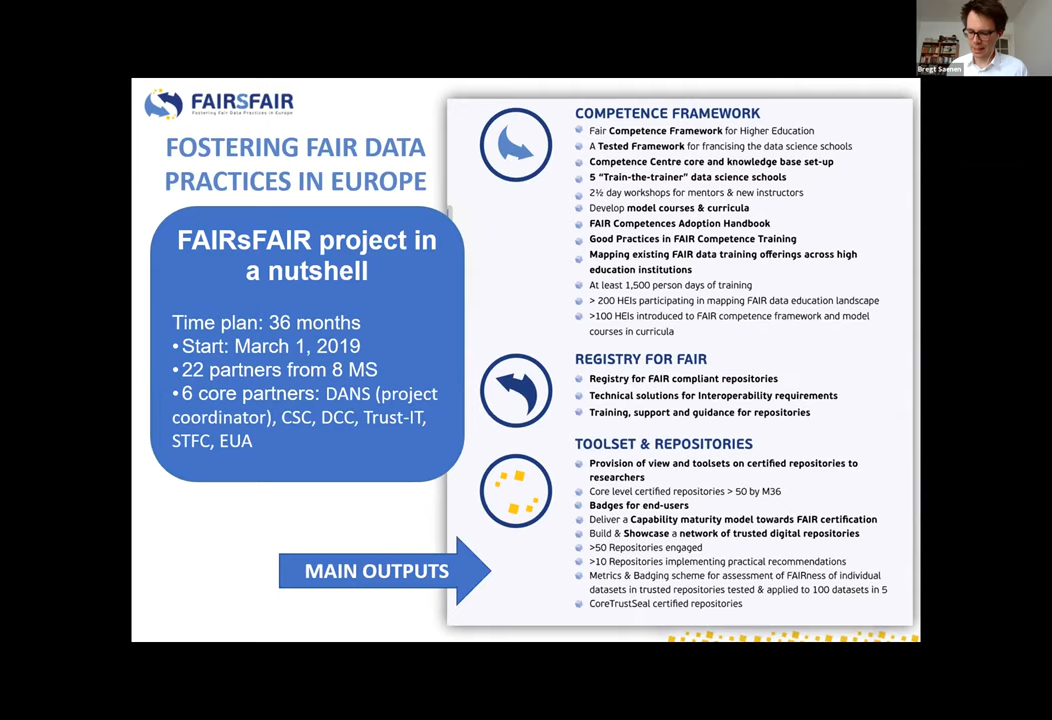 FAIRSFAIR
Fostering Fair Data Practices in Europe
FOSTERING FAIR DATA
PRACTICES IN EUROPE
FAIRsFAIR project in
a nutshell
Time plan: 36 months
•Start: March 1, 2019
•22 partners from 8 MS
•6 core partners: DANS (project
coordinator), CSC, DCC, Trust-IT,
STFC, EUA
MAIN OUTPUTS
COMPETENCE FRAMEWORK
Fair Competence Framework for Higher Education
A Tested Framework for francising the data science schools
Competence Centre core and knowledge base set-up
5 “Train-the-trainer” data science schools
2½ day workshops for mentors & new instructors
Develop model courses & curricula
FAIR Competences Adoption Handbook
Good Practices in FAIR Competence Training
Mapping existing FAIR data training offerings across high
education institutions
At least 1,500 person days of training
> 200 HEIs participating in mapping FAIR data education landscape
>100 HEIs introduced to FAIR competence framework and model
courses in curricula
REGISTRY FOR FAIR
Registry for FAIR compliant repositories
Technical solutions for Interoperability requirements
Training, support and guidance for repositories
TOOLSET & REPOSITORIES
Provision of view and toolsets on certified repositories to
researchers
Core level certified repositories > 50 by M36
Badges for end-users
Deliver a Capability maturity model towards FAIR certification
Build & Showcase a network of trusted digital repositories
>50 Repositories engaged
>10 Repositories implementing practical recommendations
Metrics & Badging scheme for assessment of FAIRness of individual
datasets in trusted repositories tested & applied to 100 datasets in 5
CoreTrustSeal certified repositories
Bregt Saenen